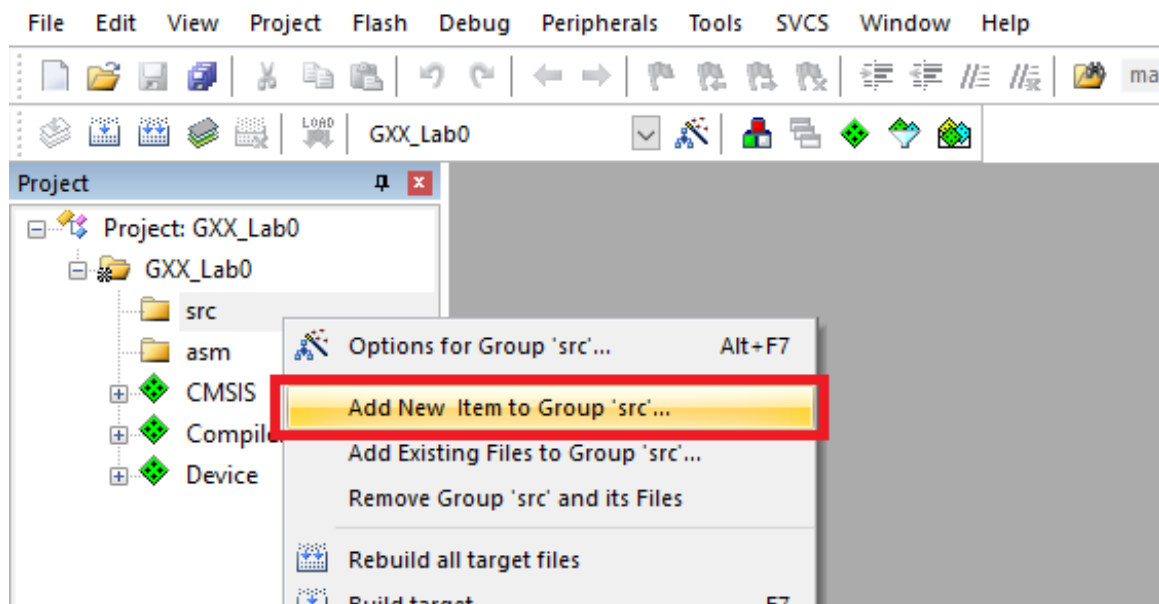 File Edit View Project Flash Debug Peripherals Tools SVCS Window Help
ma
LOAD GXX_Lab0
Project
Project: GXX_Lab0
GXX_Lab0
src
Options for Group 'src'... Alt+F7
asm
Add New Item to Group 'src'...
CMSIS
Add Existing Files to Group 'src'...
Device
Remove Group 'src' and its Files
Rebuild all target files
Build target F7